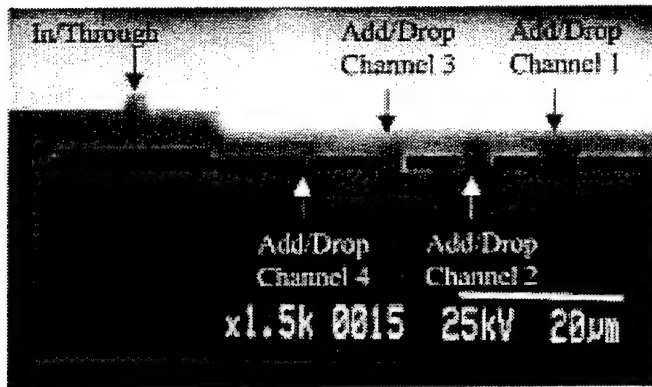 In/Through
Add/Drop
Channel 3
Add/Drop
Channel 1
Add/Drop
Channel 4
Add/Drop
Channel 2
x1.5k 0015 25kV 20µm